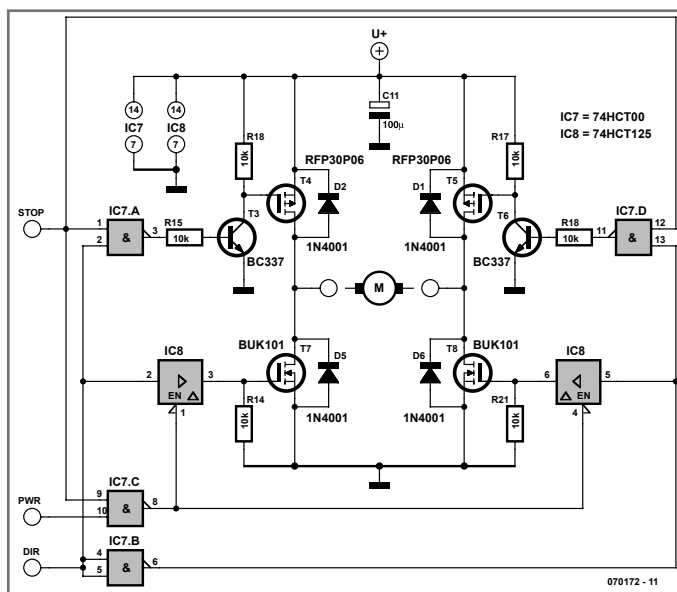 U+
C11
14 14
IC7 IC8
7 7
100µ
IC7 = 74HCT00
IC8 = 74HCT125
R18
10k
RFP30P06
T4
D2
1N4001
R17
10k
RFP30P06
T5
D1
1N4001
STOP
IC7.A
1
2
&
3
R15
10k
T3
BC337
T6
BC337
R18
10k
11
IC7.D
&
12
13
M
IC8
2
EN
3
1
BUK101
T7
D5
1N4001
R14
10k
BUK101
T8
D6
1N4001
R21
10k
IC8
6
EN
5
4
PWR
IC7.C
9
10
&
8
DIR
IC7.B
4
5
&
6
070172 - 11